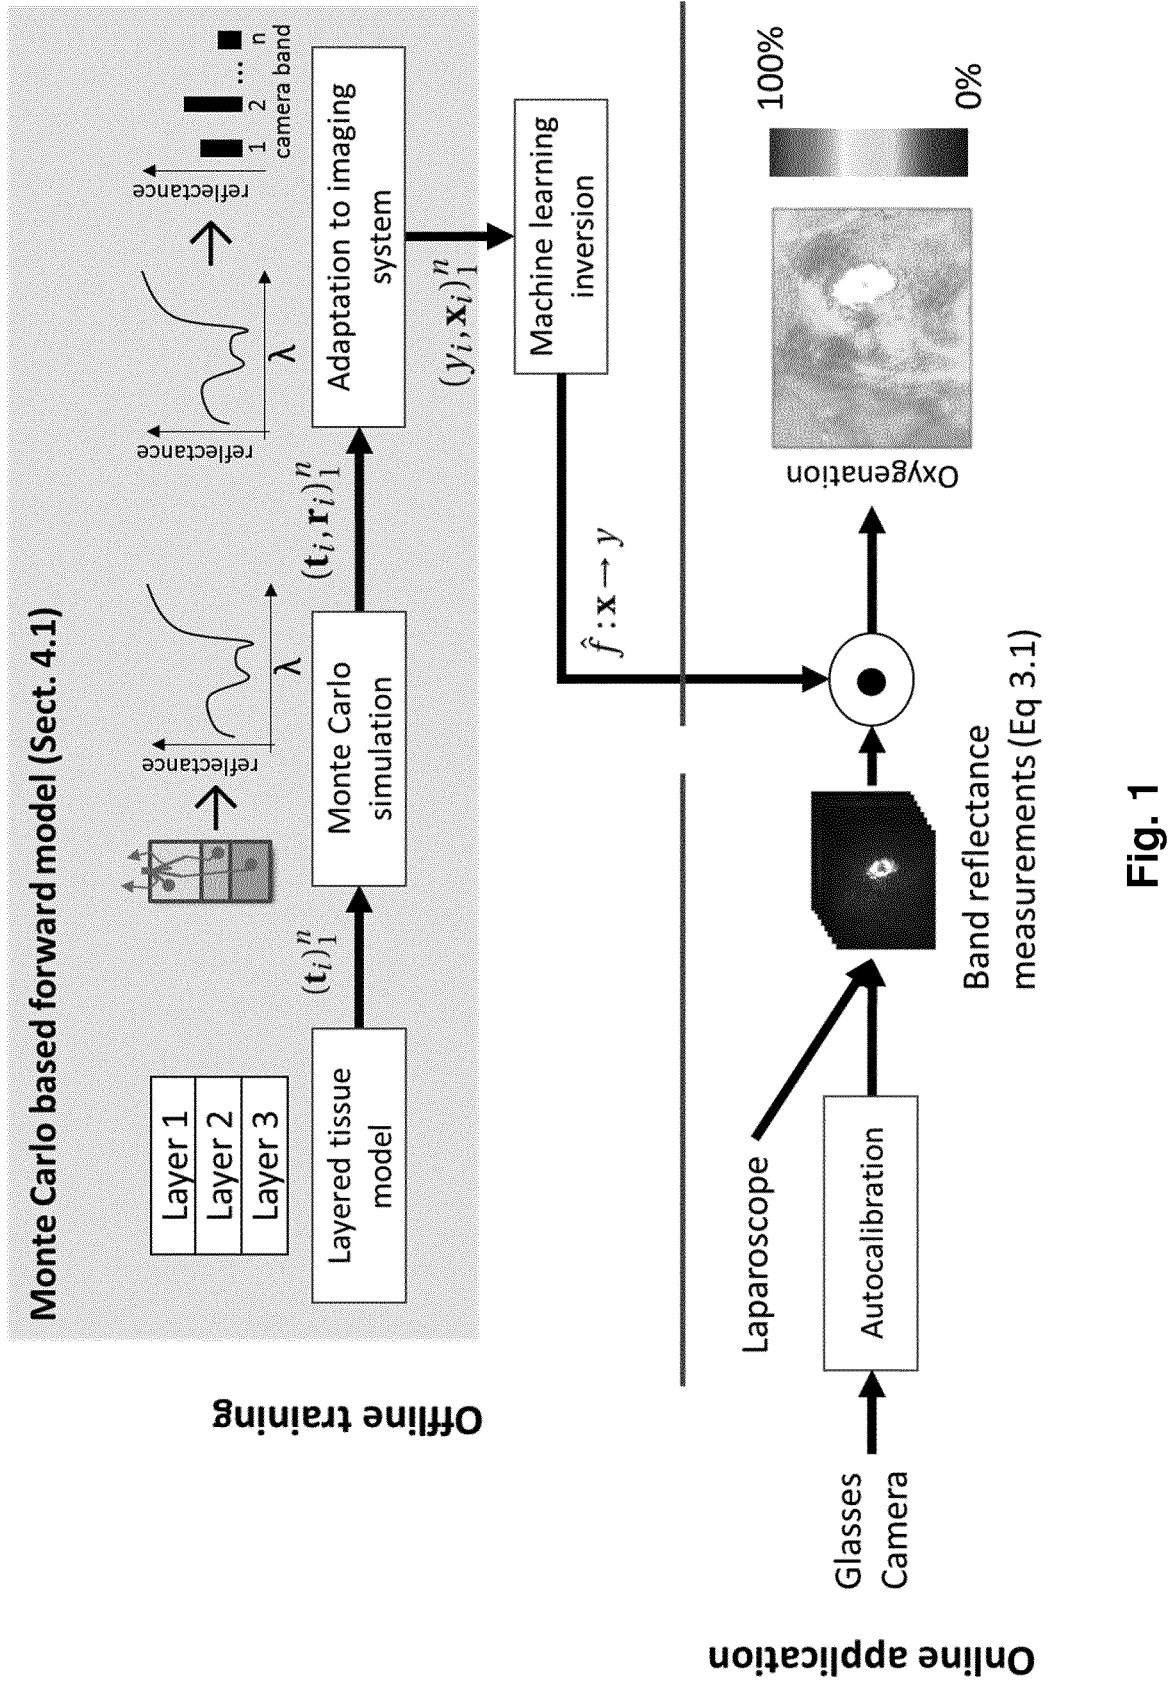 Monte Carlo based forward model (Sect. 4.1)
Offline training
Layer 1
Layer 2
Layer 3
Layered tissue
model
(t_i)_1^n
reflectance
λ
Monte Carlo
simulation
(t_i, r_i)_1^n
reflectance
λ
reflectance
1 2 ... n
camera band
Adaptation to imaging
system
(y_i, x_i)_1^n
Machine learning
inversion
f̂ : x → y
Online application
Glasses
Camera
Autocalibration
Laparoscope
Band reflectance
measurements (Eq 3.1)
Oxygenation
100%
0%
Fig. 1